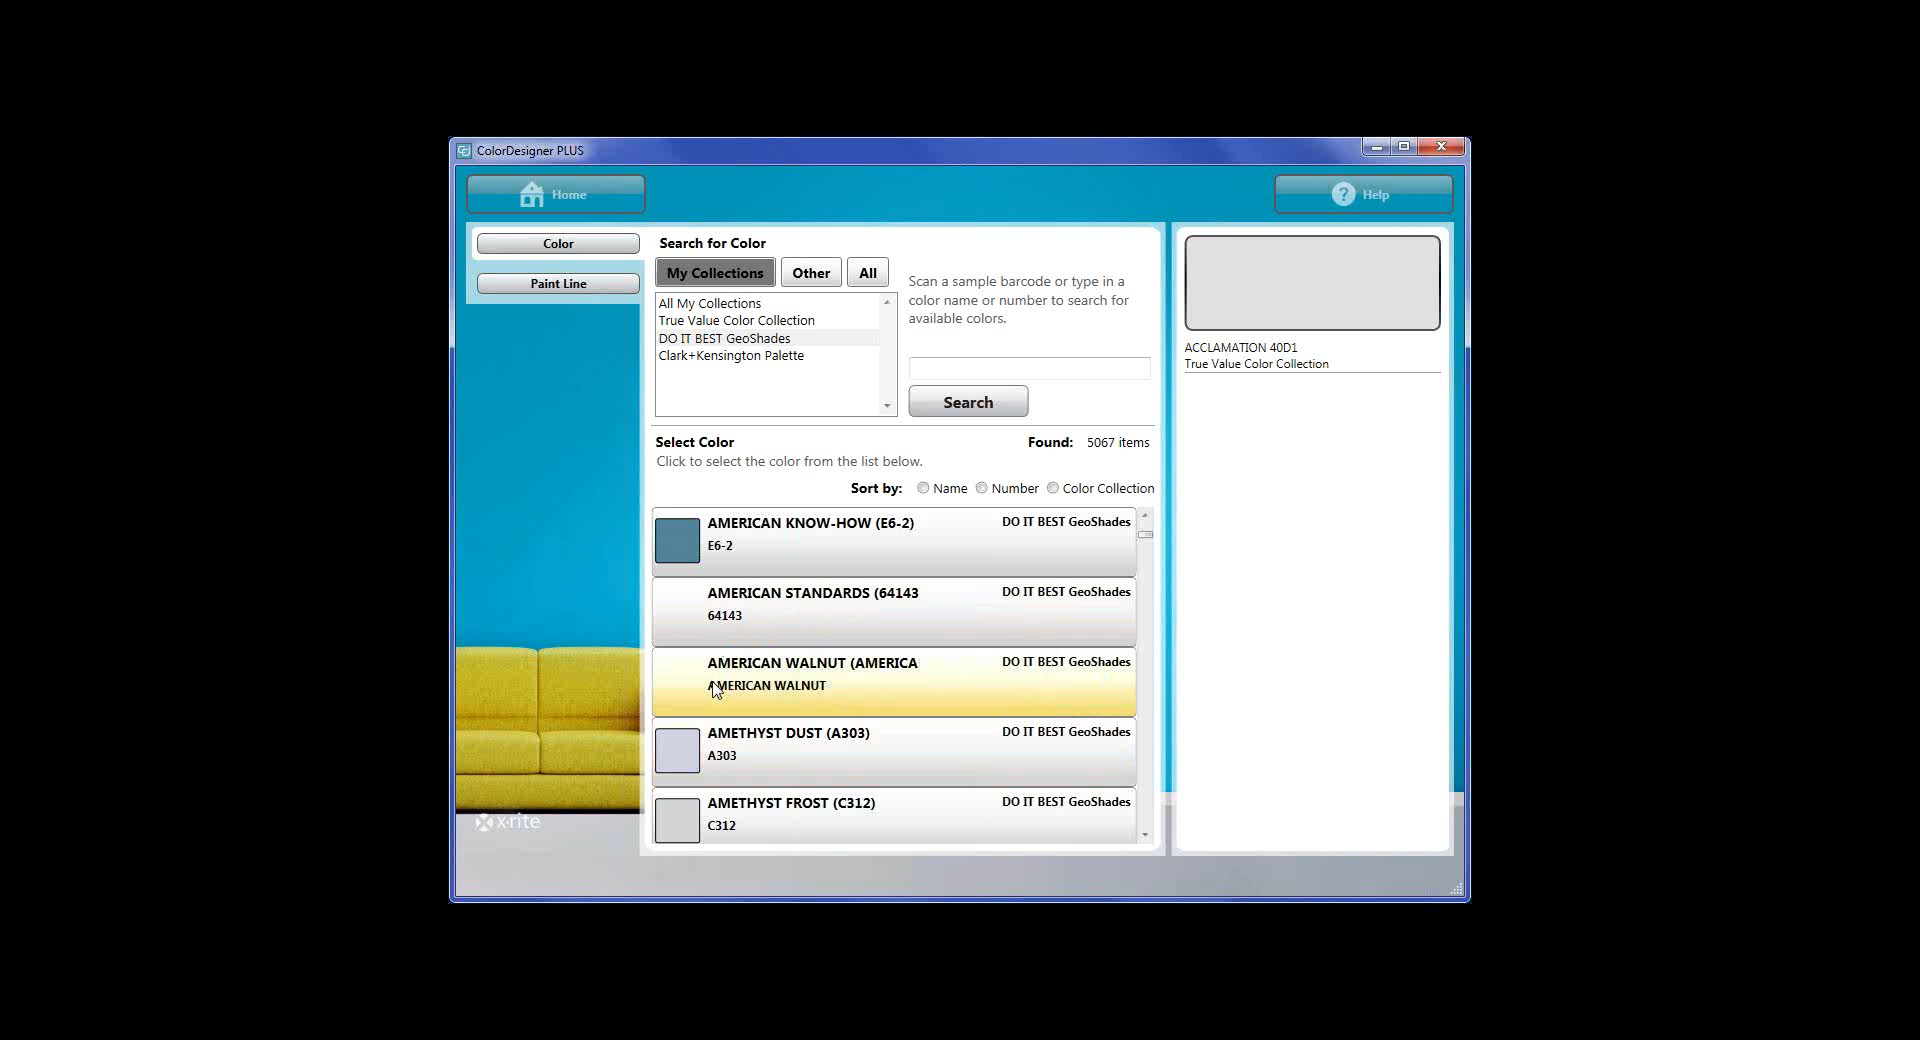 ColorDesigner PLUS
Home
Help
Color
Paint Line
Search for Color
My Collections
Other
All
All My Collections
True Value Color Collection
DO IT BEST GeoShades
Clark+Kensington Palette
Scan a sample barcode or type in a
color name or number to search for
available colors.
Search
Select Color
Found: 5067 items
Click to select the color from the list below.
Sort by: Name Number Color Collection
AMERICAN KNOW-HOW (E6-2) DO IT BEST GeoShades
E6-2
AMERICAN STANDARDS (64143 DO IT BEST GeoShades
64143
AMERICAN WALNUT (AMERICA DO IT BEST GeoShades
AMERICAN WALNUT
AMETHYST DUST (A303) DO IT BEST GeoShades
A303
AMETHYST FROST (C312) DO IT BEST GeoShades
C312
ACCLAMATION 40D1
True Value Color Collection
x·rite